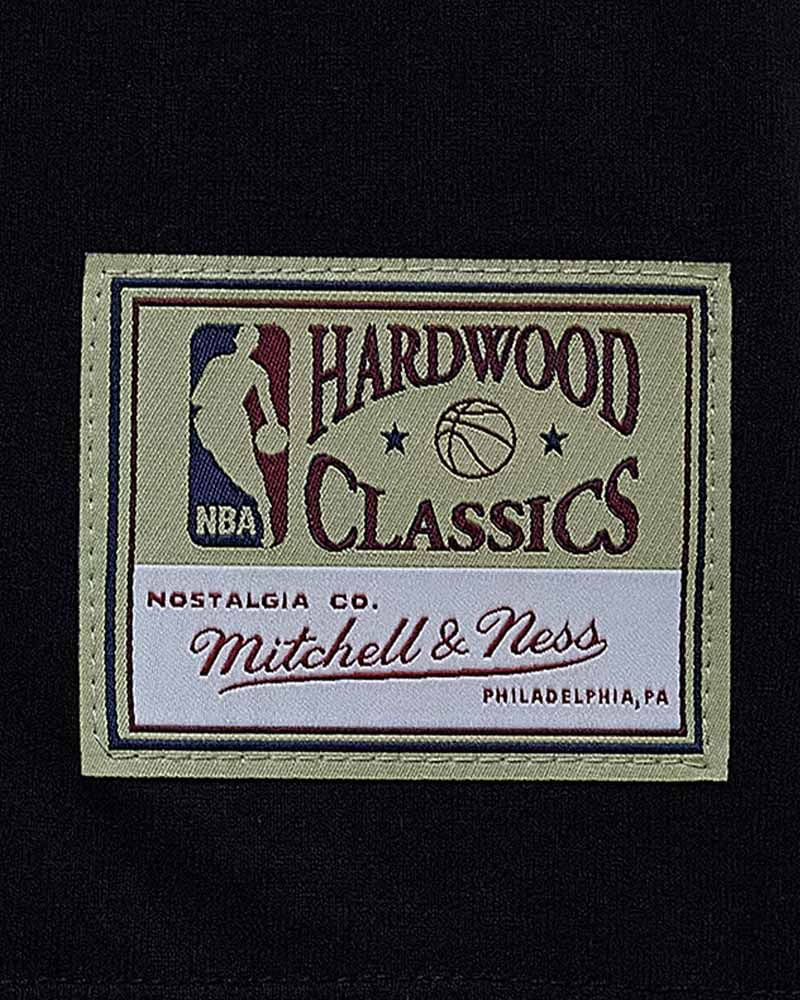 HARDWOOD
CLASSICS
NBA
NOSTALGIA CO.
Mitchell & Ness
PHILADELPHIA, PA